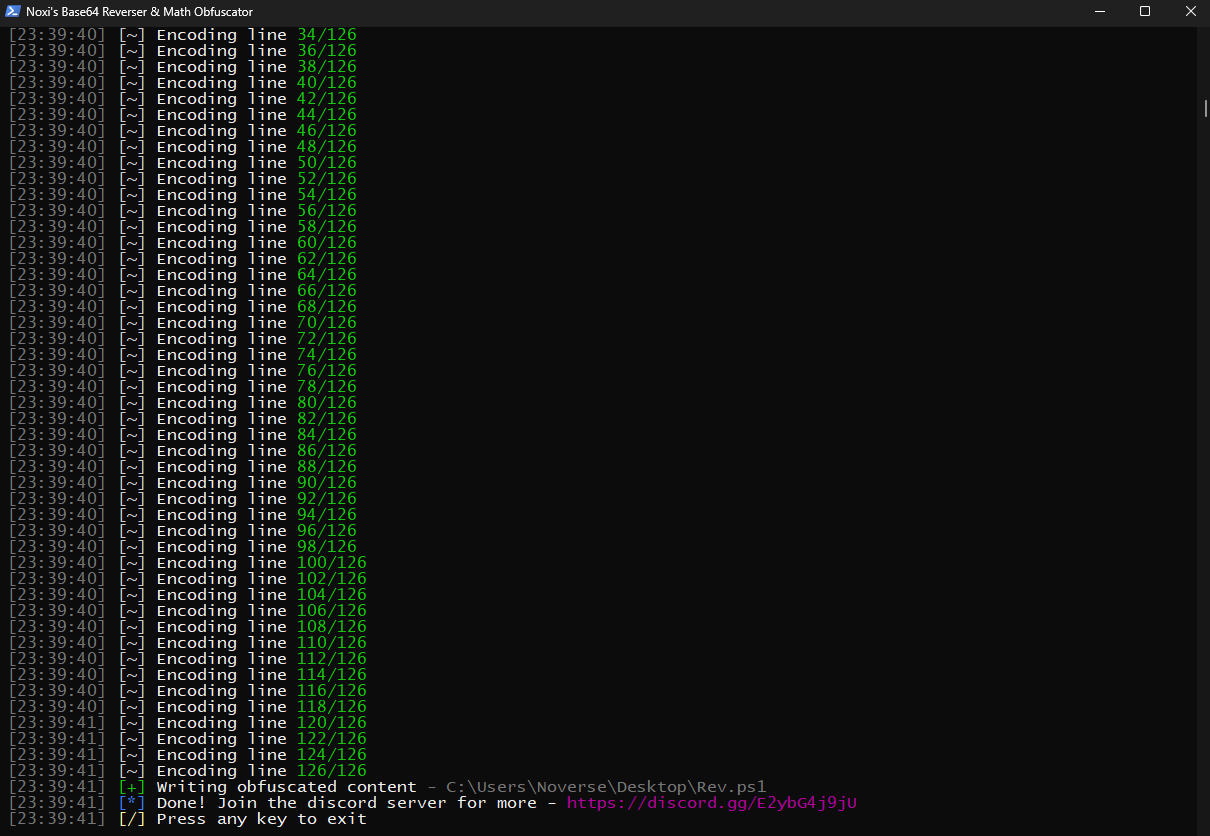 Noxi's Base64 Reverser & Math Obfuscator
[23:39:40] [~] Encoding line 34/126
[23:39:40] [~] Encoding line 36/126
[23:39:40] [~] Encoding line 38/126
[23:39:40] [~] Encoding line 40/126
[23:39:40] [~] Encoding line 42/126
[23:39:40] [~] Encoding line 44/126
[23:39:40] [~] Encoding line 46/126
[23:39:40] [~] Encoding line 48/126
[23:39:40] [~] Encoding line 50/126
[23:39:40] [~] Encoding line 52/126
[23:39:40] [~] Encoding line 54/126
[23:39:40] [~] Encoding line 56/126
[23:39:40] [~] Encoding line 58/126
[23:39:40] [~] Encoding line 60/126
[23:39:40] [~] Encoding line 62/126
[23:39:40] [~] Encoding line 64/126
[23:39:40] [~] Encoding line 66/126
[23:39:40] [~] Encoding line 68/126
[23:39:40] [~] Encoding line 70/126
[23:39:40] [~] Encoding line 72/126
[23:39:40] [~] Encoding line 74/126
[23:39:40] [~] Encoding line 76/126
[23:39:40] [~] Encoding line 78/126
[23:39:40] [~] Encoding line 80/126
[23:39:40] [~] Encoding line 82/126
[23:39:40] [~] Encoding line 84/126
[23:39:40] [~] Encoding line 86/126
[23:39:40] [~] Encoding line 88/126
[23:39:40] [~] Encoding line 90/126
[23:39:40] [~] Encoding line 92/126
[23:39:40] [~] Encoding line 94/126
[23:39:40] [~] Encoding line 96/126
[23:39:40] [~] Encoding line 98/126
[23:39:40] [~] Encoding line 100/126
[23:39:40] [~] Encoding line 102/126
[23:39:40] [~] Encoding line 104/126
[23:39:40] [~] Encoding line 106/126
[23:39:40] [~] Encoding line 108/126
[23:39:40] [~] Encoding line 110/126
[23:39:40] [~] Encoding line 112/126
[23:39:40] [~] Encoding line 114/126
[23:39:40] [~] Encoding line 116/126
[23:39:40] [~] Encoding line 118/126
[23:39:41] [~] Encoding line 120/126
[23:39:41] [~] Encoding line 122/126
[23:39:41] [~] Encoding line 124/126
[23:39:41] [~] Encoding line 126/126
[23:39:41] [+] Writing obfuscated content - C:\Users\Noverse\Desktop\Rev.ps1
[23:39:41] [*] Done! Join the discord server for more - https://discord.gg/E2ybG4j9jU
[23:39:41] [/] Press any key to exit